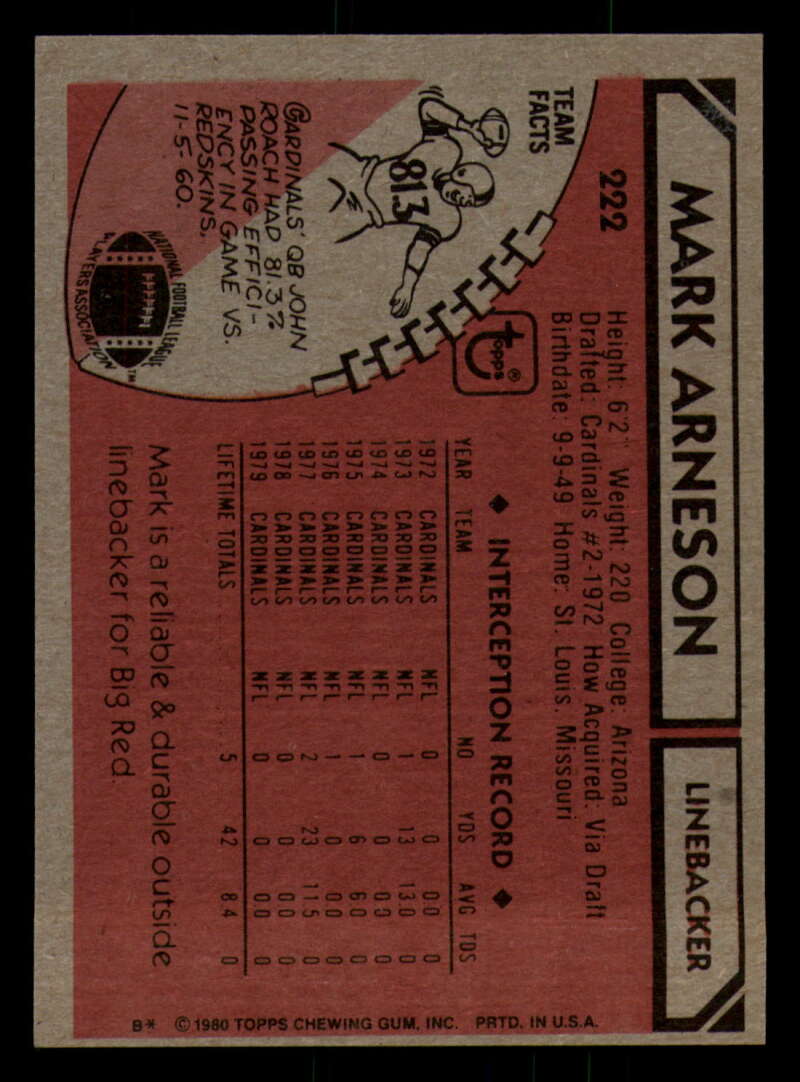 MARK ARNESON
LINEBACKER
222
Height: 6'2" Weight: 220 College: Arizona
Drafted: Cardinals #2-1972 How Acquired: Via Draft
Birthdate: 9-9-49 Home: St. Louis, Missouri
TEAM
FACTS
813
CARDINALS' QB JOHN
ROACH HAD 81.3%
PASSING EFFICI-
ENCY IN GAME VS.
REDSKINS,
11-5-60.
topps®
◆ INTERCEPTION RECORD ◆
YEAR TEAM NO YDS AVG TDS
1972 CARDINALS NFL 0 0 0.0 0
1973 CARDINALS NFL 1 13 13.0 0
1974 CARDINALS NFL 0 0 0.0 0
1975 CARDINALS NFL 1 6 6.0 0
1976 CARDINALS NFL 1 0 0.0 0
1977 CARDINALS NFL 2 23 11.5 0
1978 CARDINALS NFL 0 0 0.0 0
1979 CARDINALS NFL 0 0 0.0 0
LIFETIME TOTALS 5 42 8.4 0
NATIONAL FOOTBALL LEAGUE
PLAYERS ASSOCIATION™
Mark is a reliable & durable outside
linebacker for Big Red.
B* © 1980 TOPPS CHEWING GUM, INC. PRTD. IN U.S.A.